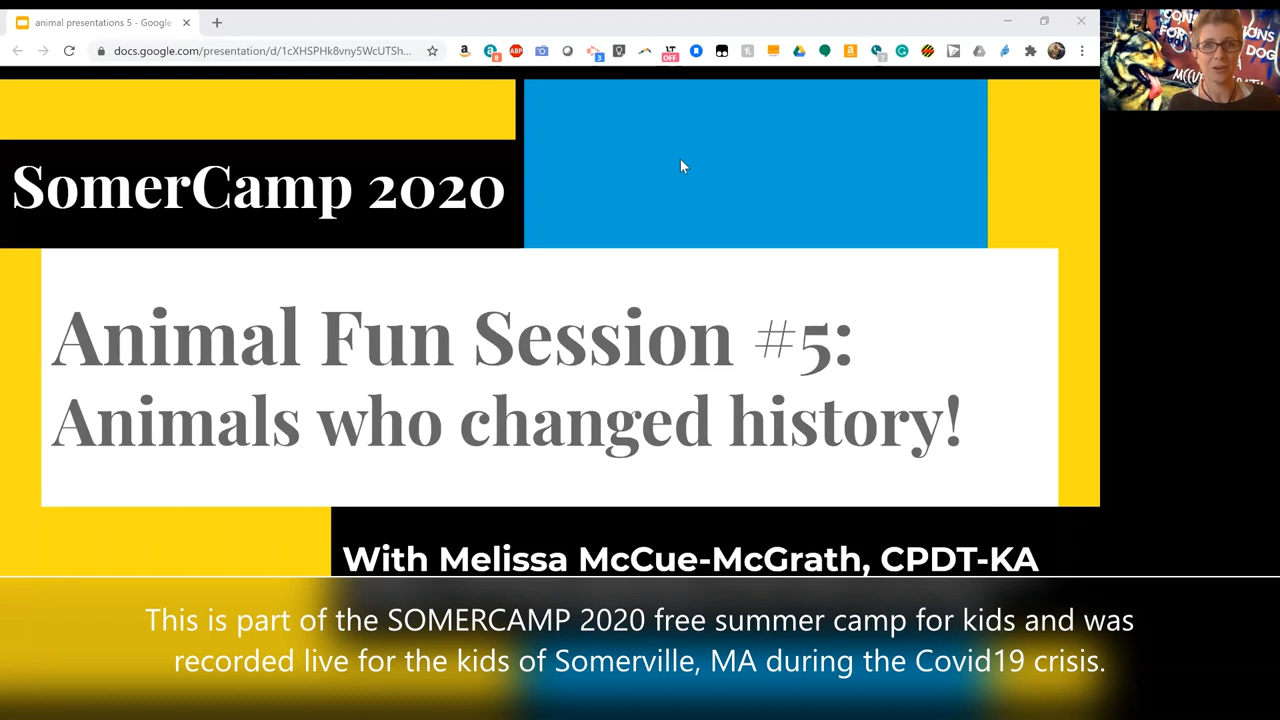 animal presentations 5 - Google
docs.google.com/presentation/d/1cXHSPHk8vny5WcUTSh...
SomerCamp 2020
Animal Fun Session #5:
Animals who changed history!
With Melissa McCue-McGrath, CPDT-KA
This is part of the SOMERCAMP 2020 free summer camp for kids and was
recorded live for the kids of Somerville, MA during the Covid19 crisis.